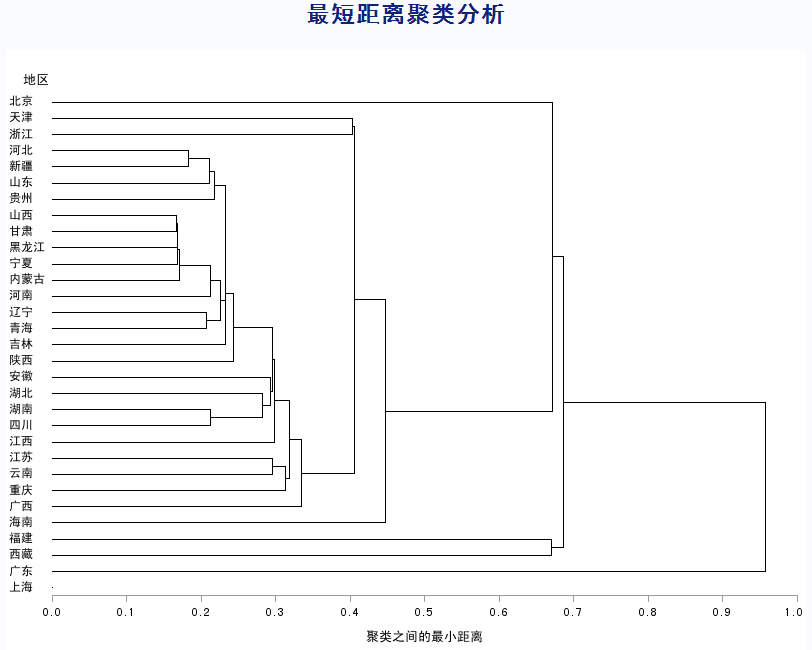 最短距离聚类分析
地区
北京
天津
浙江
河北
新疆
山东
贵州
山西
甘肃
黑龙江
宁夏
内蒙古
河南
辽宁
青海
吉林
陕西
安徽
湖北
湖南
四川
江西
江苏
云南
重庆
广西
海南
福建
西藏
广东
上海
0.0 0.1 0.2 0.3 0.4 0.5 0.6 0.7 0.8 0.9 1.0
聚类之间的最小距离